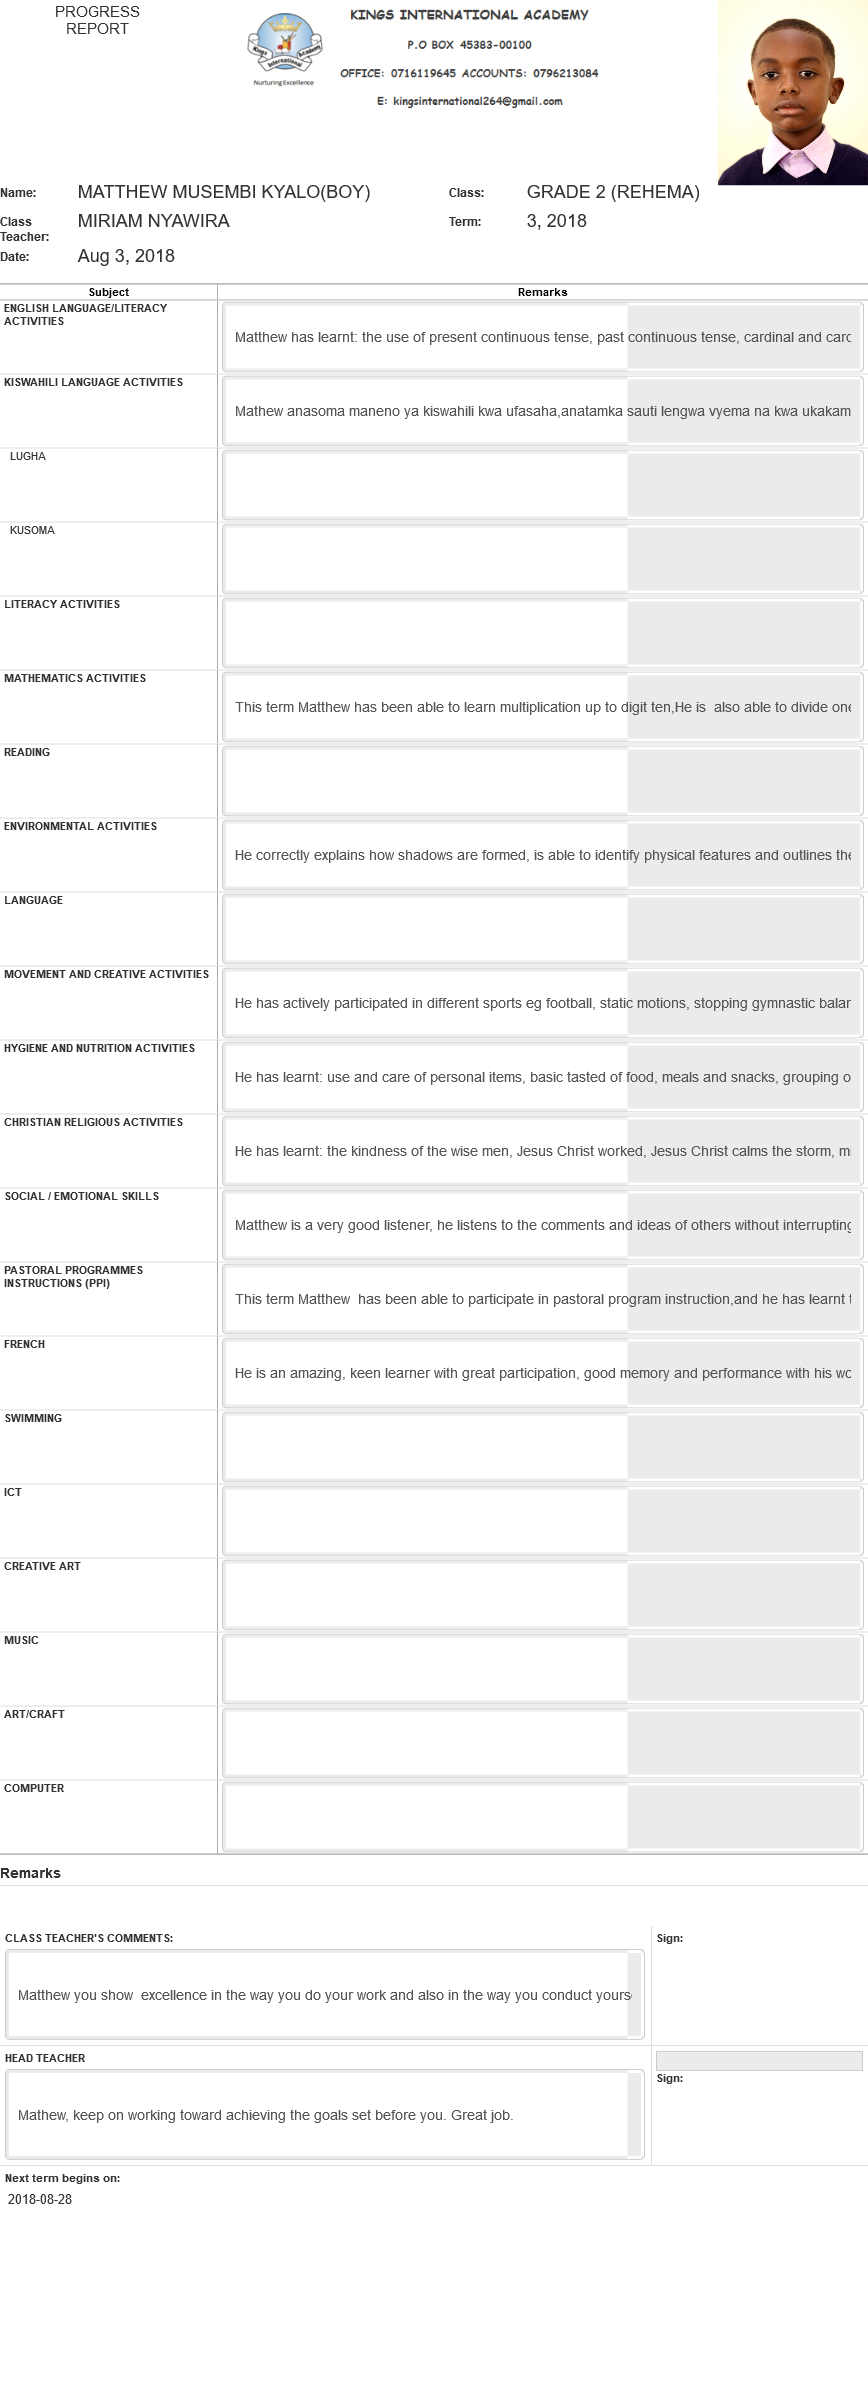 PROGRESS
REPORT
KINGS INTERNATIONAL ACADEMY
P.O BOX 45383-00100
OFFICE: 0716119645 ACCOUNTS: 0796213084
E: kingsinternational264@gmail.com
Kings International Academy
Nurturing Excellence
Name: MATTHEW MUSEMBI KYALO(BOY) Class: GRADE 2 (REHEMA)
Class Teacher: MIRIAM NYAWIRA Term: 3, 2018
Date: Aug 3, 2018
Subject Remarks
ENGLISH LANGUAGE/LITERACY
ACTIVITIES
Matthew has learnt: the use of present continuous tense, past continuous tense, cardinal and
KISWAHILI LANGUAGE ACTIVITIES
Mathew anasoma maneno ya kiswahili kwa ufasaha,anatamka sauti lengwa vyema na kwa ukakam
LUGHA
KUSOMA
LITERACY ACTIVITIES
MATHEMATICS ACTIVITIES
This term Matthew has been able to learn multiplication up to digit ten,He is  also able to divide one
READING
ENVIRONMENTAL ACTIVITIES
He correctly explains how shadows are formed, is able to identify physical features and outlines the
LANGUAGE
MOVEMENT AND CREATIVE ACTIVITIES
He has actively participated in different sports eg football, static motions, stopping gymnastic
HYGIENE AND NUTRITION ACTIVITIES
He has learnt: use and care of personal items, basic tasted of food, meals and snacks, grouping o
CHRISTIAN RELIGIOUS ACTIVITIES
He has learnt: the kindness of the wise men, Jesus Christ worked, Jesus Christ calms the storm,
SOCIAL / EMOTIONAL SKILLS
Matthew is a very good listener, he listens to the comments and ideas of others without interrupting
PASTORAL PROGRAMMES
INSTRUCTIONS (PPI)
This term Matthew  has been able to participate in pastoral program instruction,and he has learnt
FRENCH
He is an amazing, keen learner with great participation, good memory and performance with his
SWIMMING
ICT
CREATIVE ART
MUSIC
ART/CRAFT
COMPUTER
Remarks
CLASS TEACHER'S COMMENTS: Sign:
Matthew you show  excellence in the way you do your work and also in the way you conduct yours
HEAD TEACHER
Sign:
Mathew, keep on working toward achieving the goals set before you. Great job.
Next term begins on:
2018-08-28